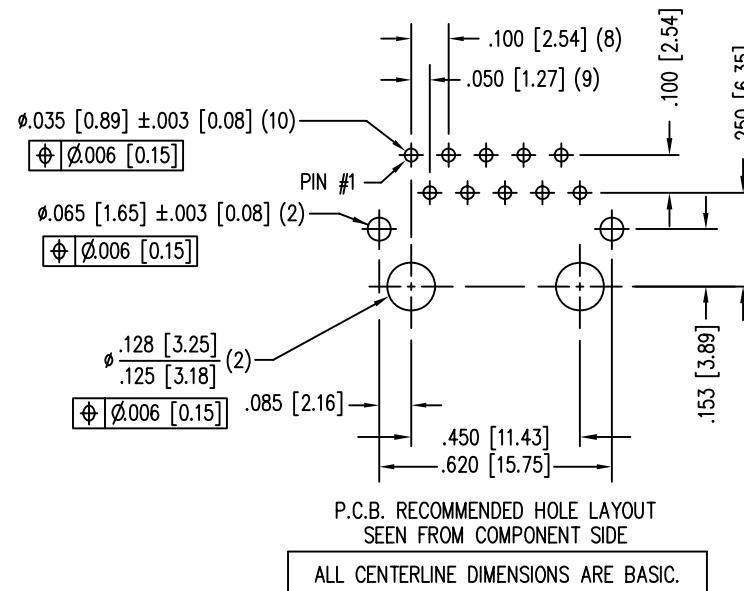 .100 [2.54] (8)
.050 [1.27] (9)
.100 [2.54]
.250 [6.35]
ø.035 [0.89] ±.003 [0.08] (10)
⌖ Ø.006 [0.15]
PIN #1
ø.065 [1.65] ±.003 [0.08] (2)
⌖ Ø.006 [0.15]
ø .128 [3.25]
.125 [3.18] (2)
⌖ Ø.006 [0.15]
.085 [2.16]
.153 [3.89]
.450 [11.43]
.620 [15.75]
P.C.B. RECOMMENDED HOLE LAYOUT
SEEN FROM COMPONENT SIDE
ALL CENTERLINE DIMENSIONS ARE BASIC.